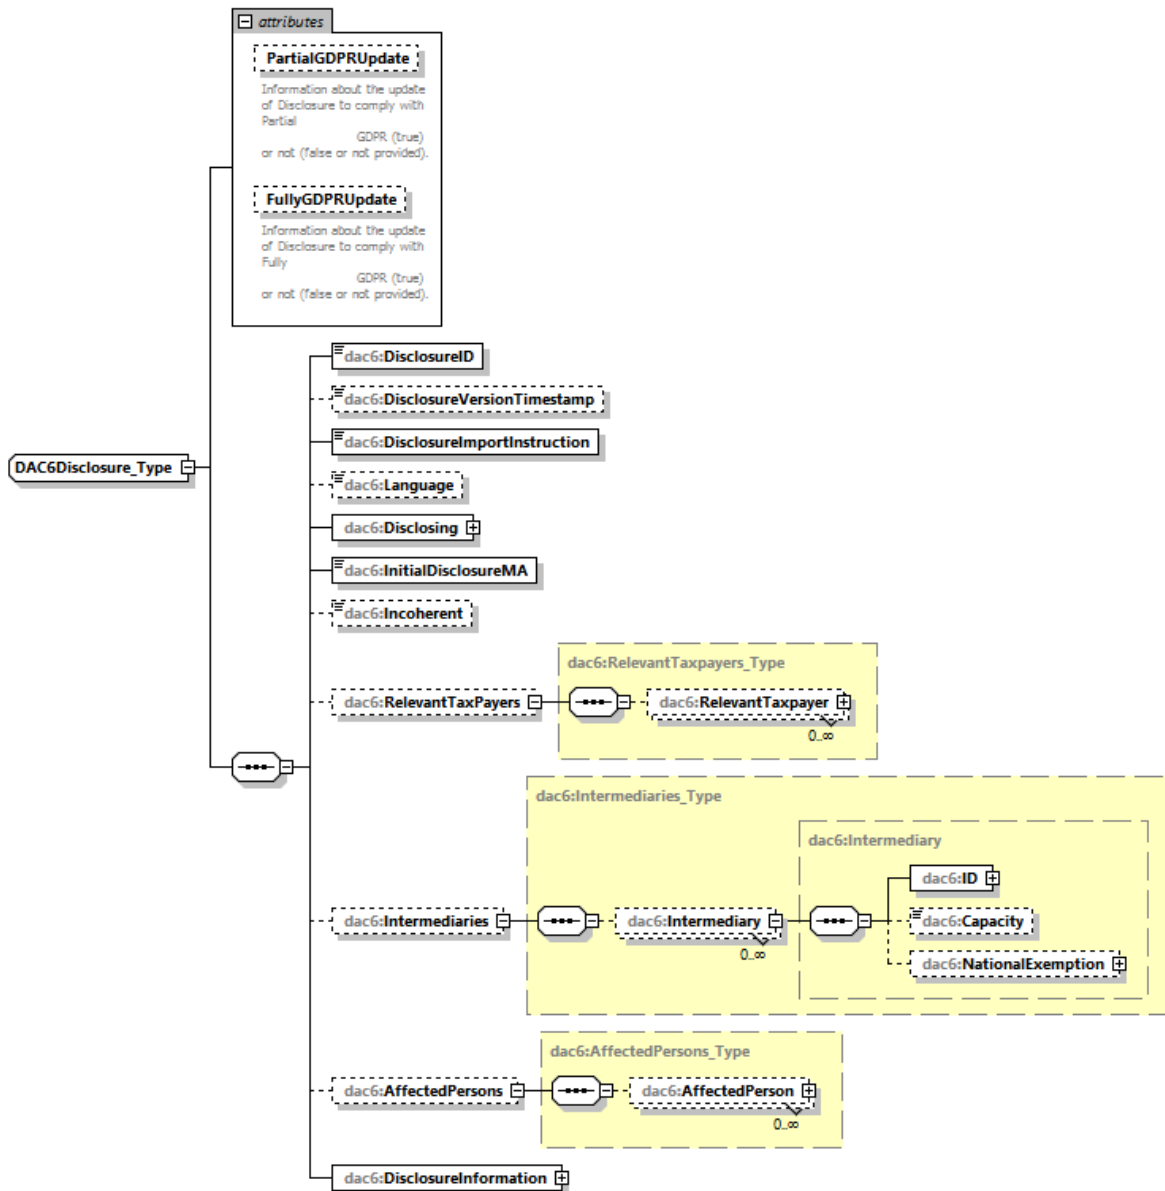 attributes
PartialGDPRUpdate
Information about the update
of Disclosure to comply with
Partial
GDPR (true)
or not (false or not provided).
FullyGDPRUpdate
Information about the update
of Disclosure to comply with
Fully
GDPR (true)
or not (false or not provided).
DAC6Disclosure_Type
dac6:DisclosureID
dac6:DisclosureVersionTimestamp
dac6:DisclosureImportInstruction
dac6:Language
dac6:Disclosing
dac6:InitialDisclosureMA
dac6:Incoherent
dac6:RelevantTaxpayers_Type
dac6:RelevantTaxPayers
dac6:RelevantTaxpayer
0..∞
dac6:Intermediaries_Type
dac6:Intermediary
dac6:ID
dac6:Intermediaries
dac6:Intermediary
0..∞
dac6:Capacity
dac6:NationalExemption
dac6:AffectedPersons_Type
dac6:AffectedPersons
dac6:AffectedPerson
0..∞
dac6:DisclosureInformation